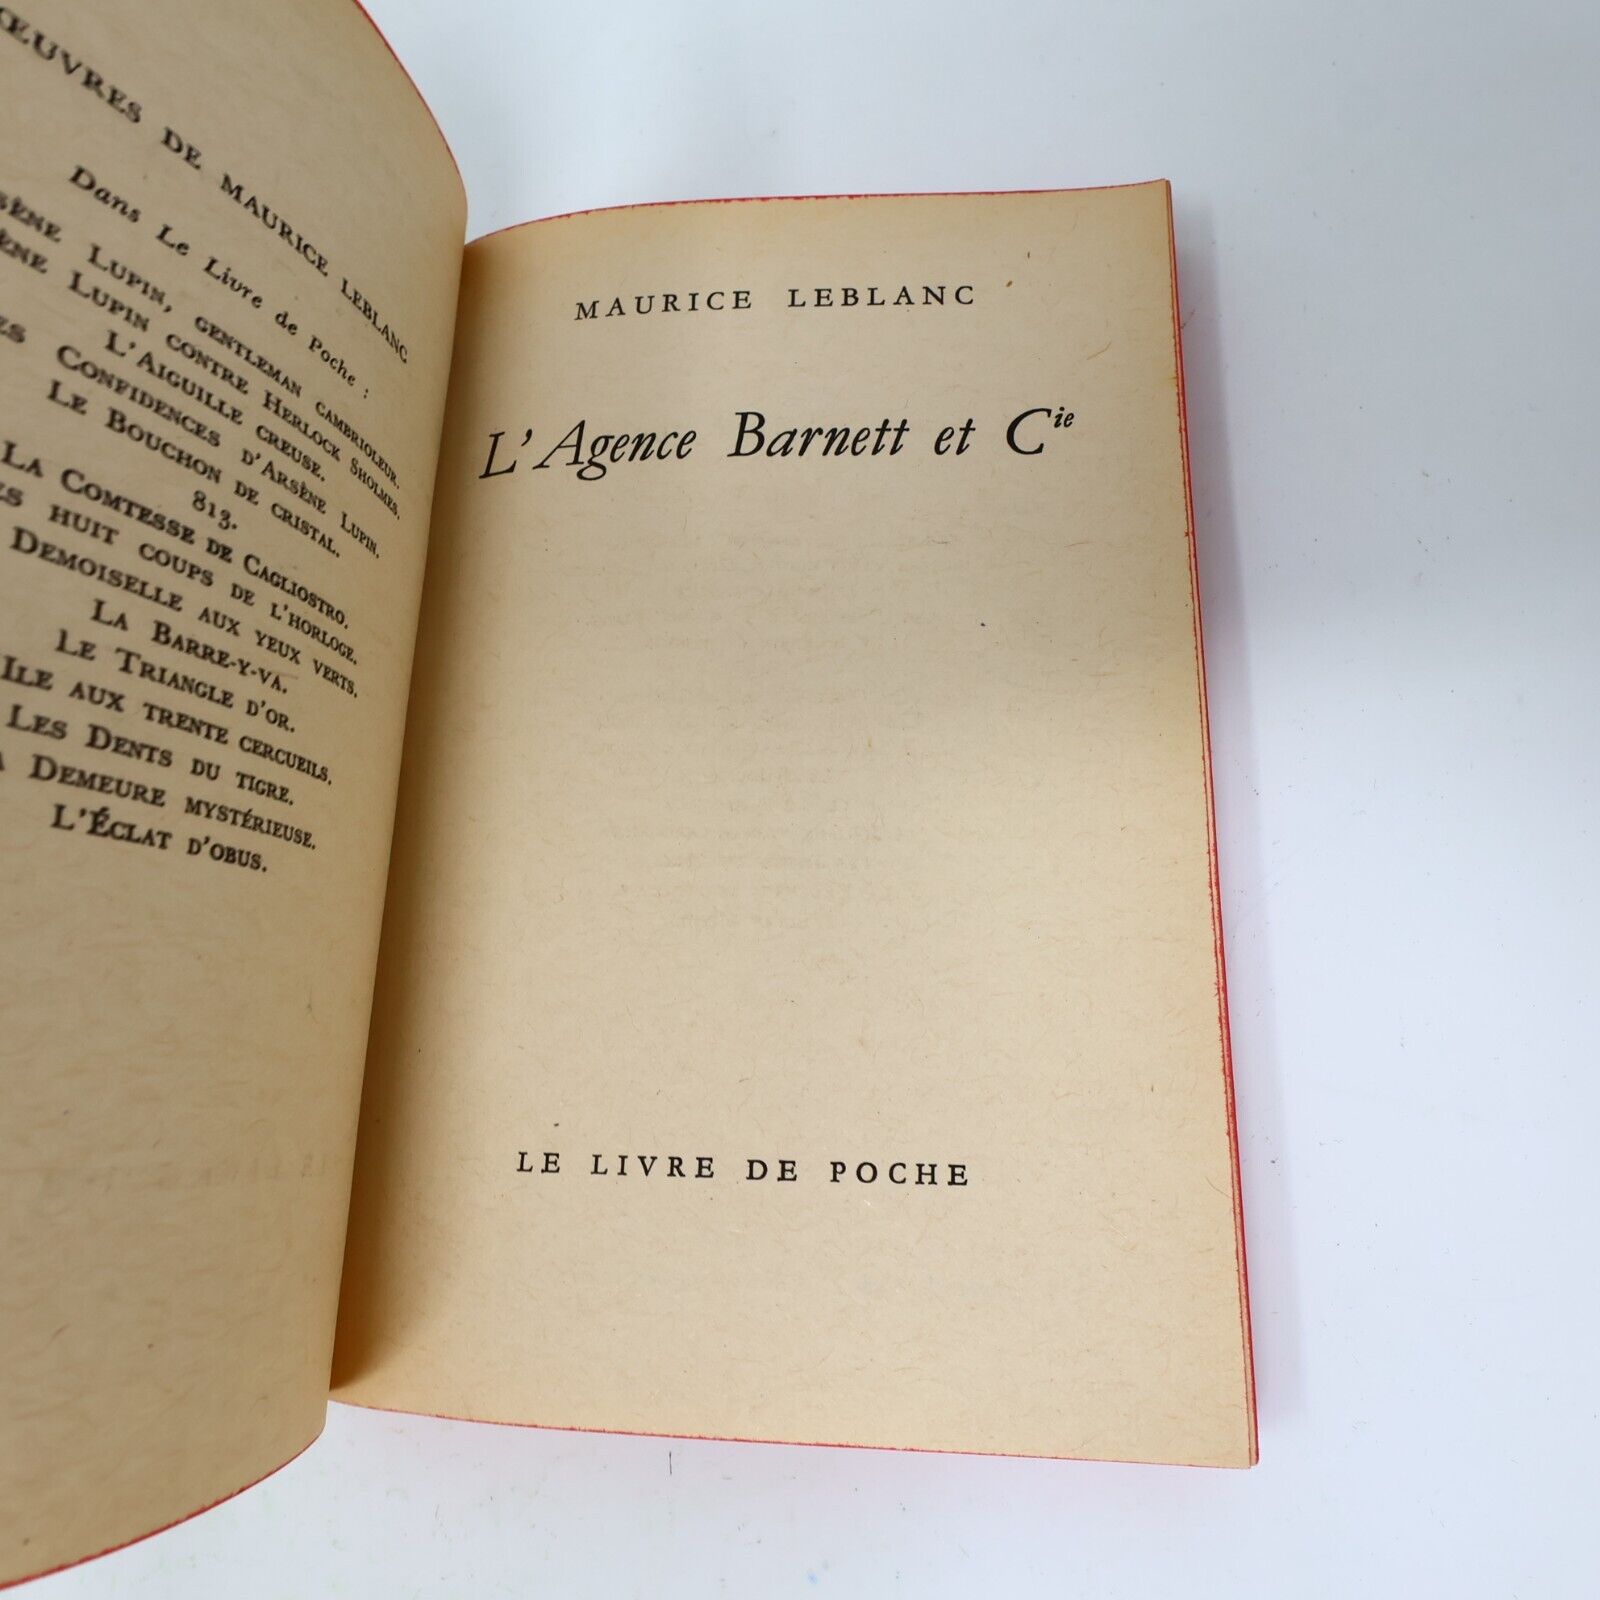 ŒUVRES DE MAURICE LEBLANC
Dans Le Livre de Poche :
LUPIN, GENTLEMAN CAMBRIOLEUR.
LUPIN CONTRE HERLOCK SHOLMES.
L'AIGUILLE CREUSE.
CONFIDENCES D'ARSÈNE LUPIN.
LE BOUCHON DE CRISTAL.
813.
LA COMTESSE DE CAGLIOSTRO.
HUIT COUPS DE L'HORLOGE.
DEMOISELLE AUX YEUX VERTS.
LA BARRE-Y-VA.
LE TRIANGLE D'OR.
ILE AUX TRENTE CERCUEILS.
LES DENTS DU TIGRE.
DEMEURE MYSTÉRIEUSE.
L'ÉCLAT D'OBUS.
MAURICE LEBLANC
L'Agence Barnett et Cie
LE LIVRE DE POCHE